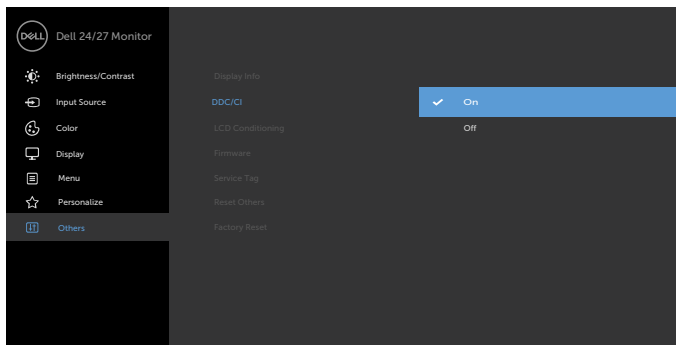 DELL Dell 24/27 Monitor
Brightness/Contrast
Input Source
Color
Display
Menu
Personalize
Others
Display Info
DDC/CI
LCD Conditioning
Firmware
Service Tag
Reset Others
Factory Reset
On
Off